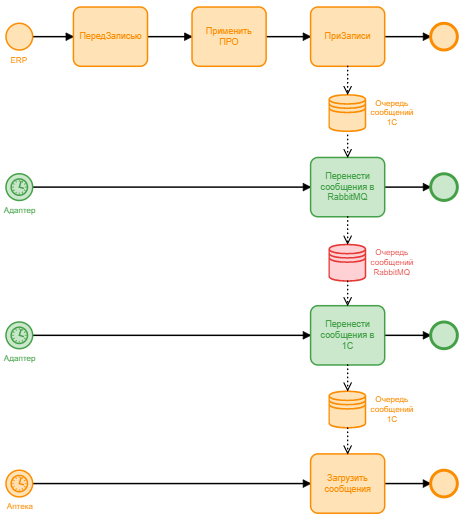 ПередЗаписью
Применить
ПРО
ПриЗаписи
ERP
Очередь
сообщений
1С
Перенести
сообщения в
RabbitMQ
Адаптер
Очередь
сообщений
RabbitMQ
Перенести
сообщения в
1С
Адаптер
Очередь
сообщений
1С
Загрузить
сообщения
Аптека